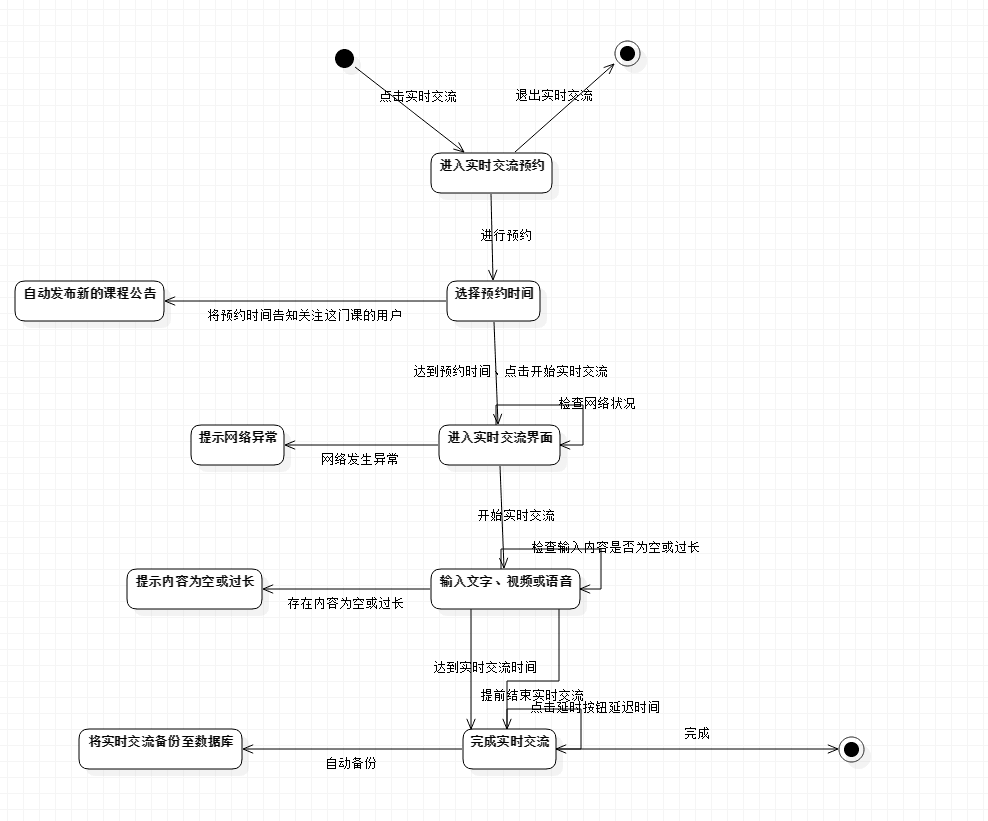 点击实时交流
退出实时交流
进入实时交流预约
进行预约
自动发布新的课程公告
选择预约时间
将预约时间告知关注这门课的用户
达到预约时间、点击开始实时交流
检查网络状况
提示网络异常
进入实时交流界面
网络发生异常
开始实时交流
检查输入内容是否为空或过长
提示内容为空或过长
输入文字、视频或语音
存在内容为空或过长
达到实时交流时间
提前结束实时交流
点击延时按钮延迟时间
将实时交流备份至数据库
完成实时交流
完成
自动备份